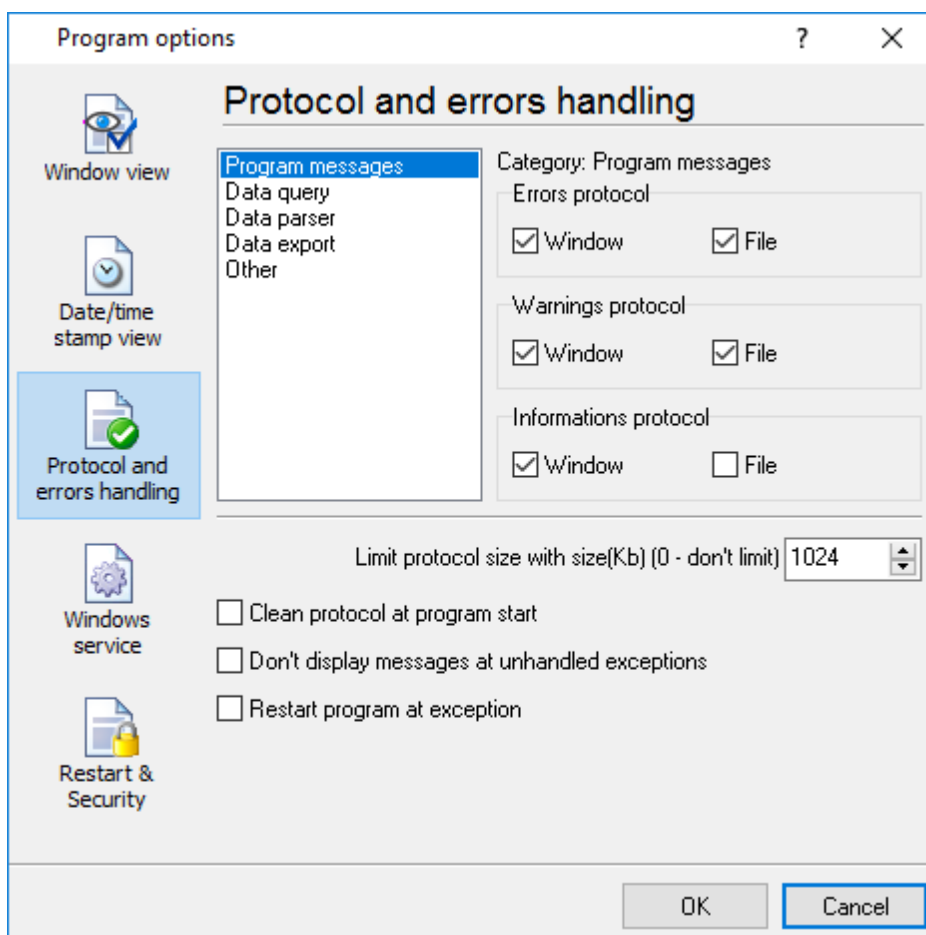 Program options
?
Window view
Date/time
stamp view
Protocol and
errors handling
Windows
service
Restart &
Security
Protocol and errors handling
Program messages
Data query
Data parser
Data export
Other
Category: Program messages
Errors protocol
Window File
Warnings protocol
Window File
Informations protocol
Window File
Limit protocol size with size(Kb) (0 - don't limit) 1024
Clean protocol at program start
Don't display messages at unhandled exceptions
Restart program at exception
OK Cancel